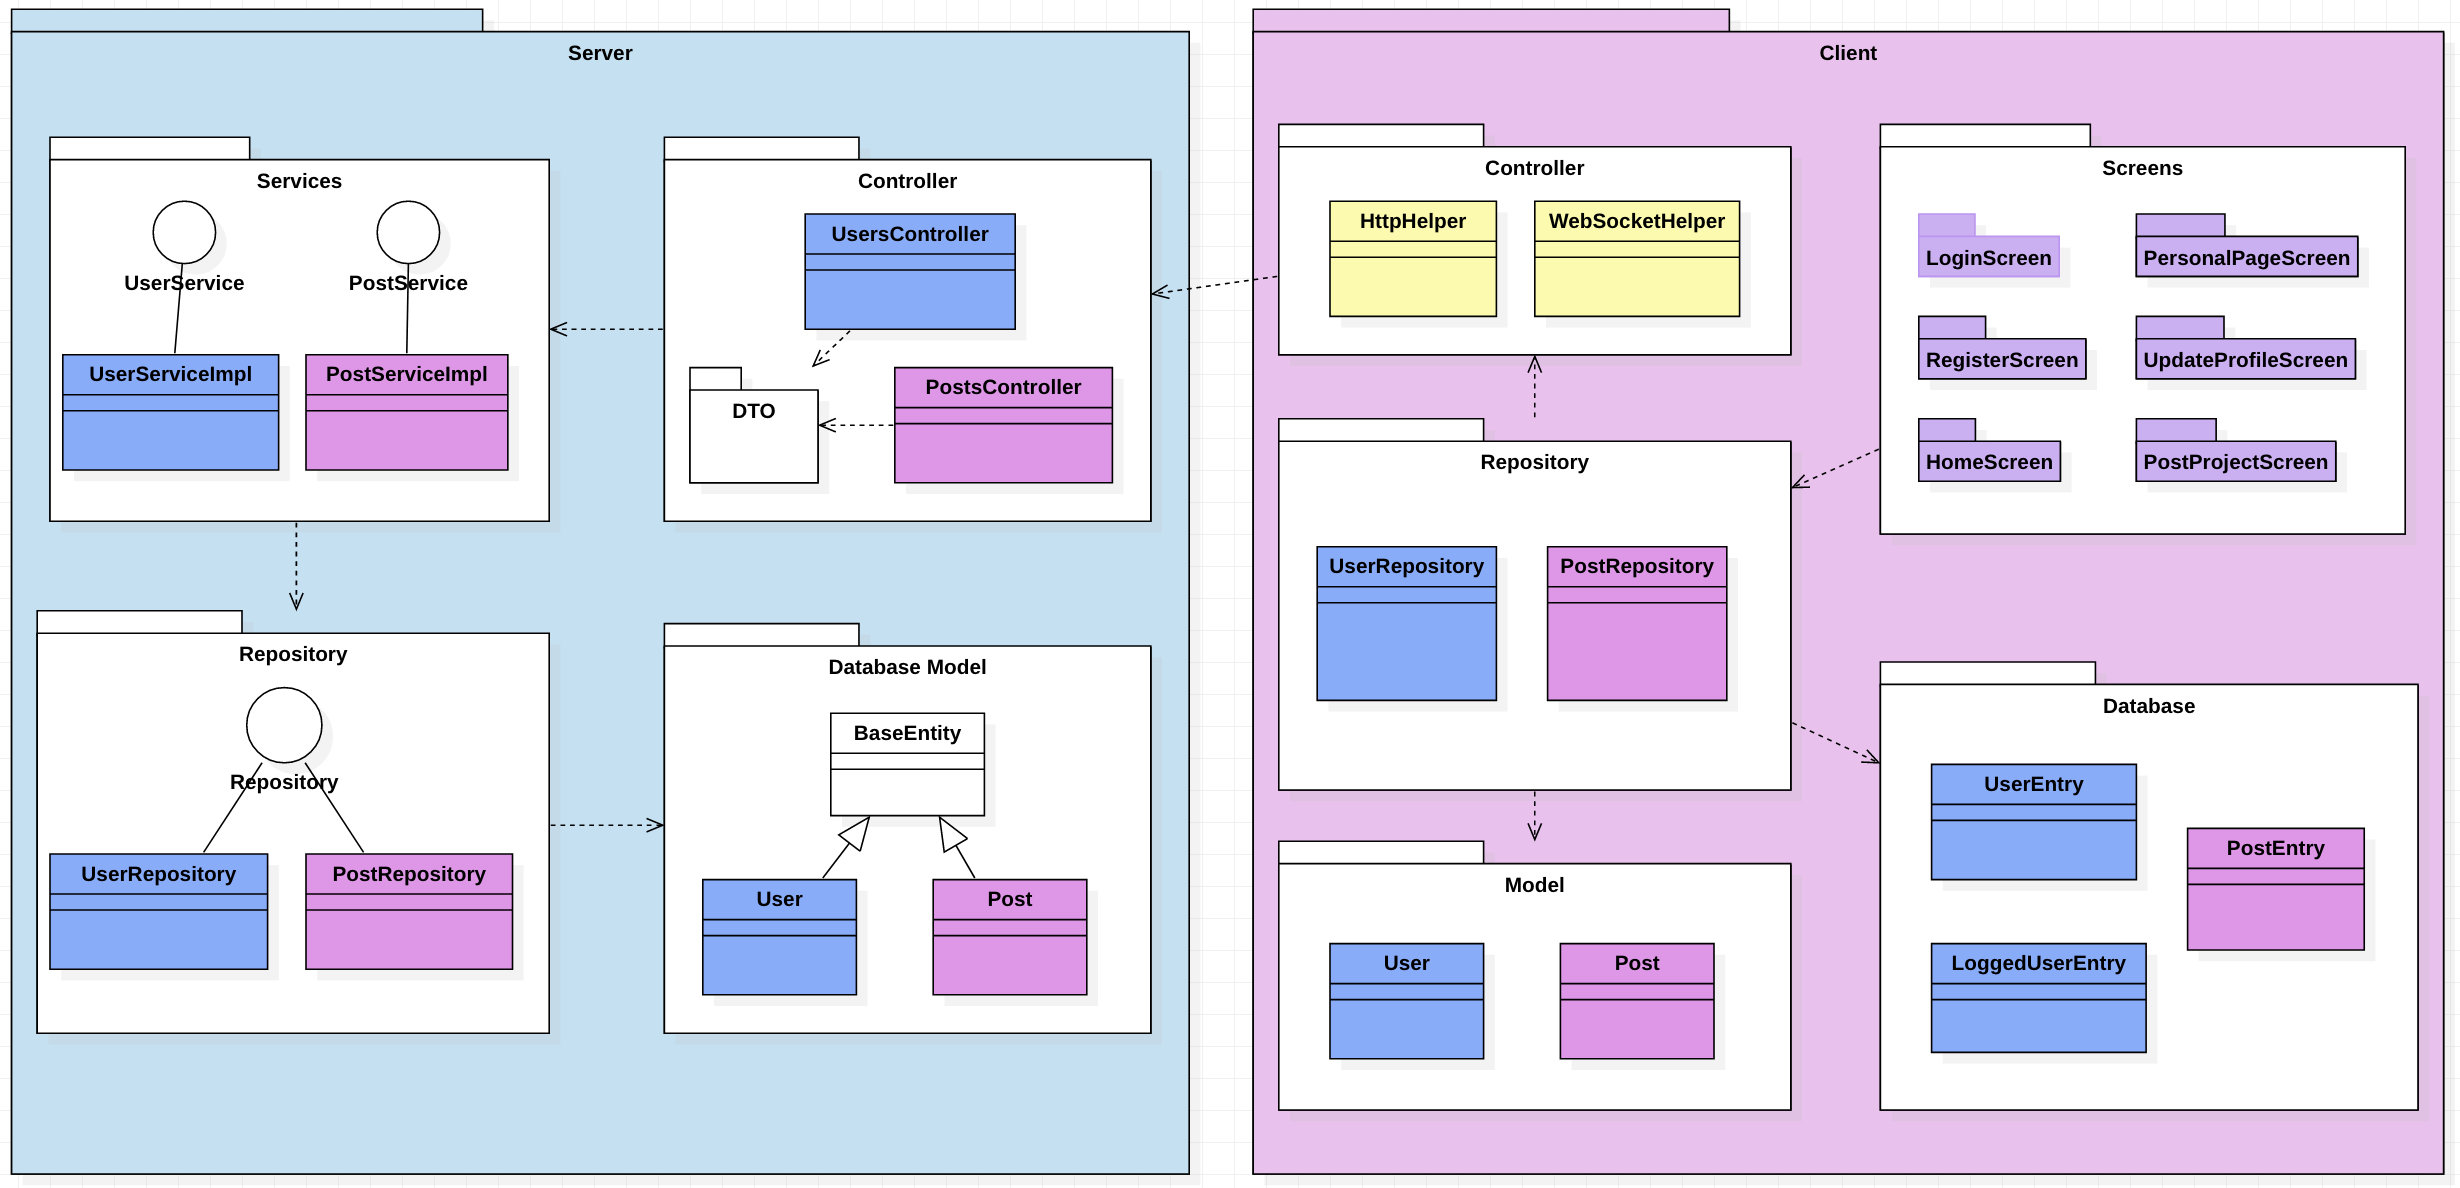 Server
Services
UserService
PostService
UserServiceImpl
PostServiceImpl
Controller
UsersController
DTO
PostsController
Repository
Repository
UserRepository
PostRepository
Database Model
BaseEntity
User
Post
Client
Controller
HttpHelper
WebSocketHelper
Screens
LoginScreen
PersonalPageScreen
RegisterScreen
UpdateProfileScreen
HomeScreen
PostProjectScreen
Repository
UserRepository
PostRepository
Database
UserEntry
PostEntry
LoggedUserEntry
Model
User
Post